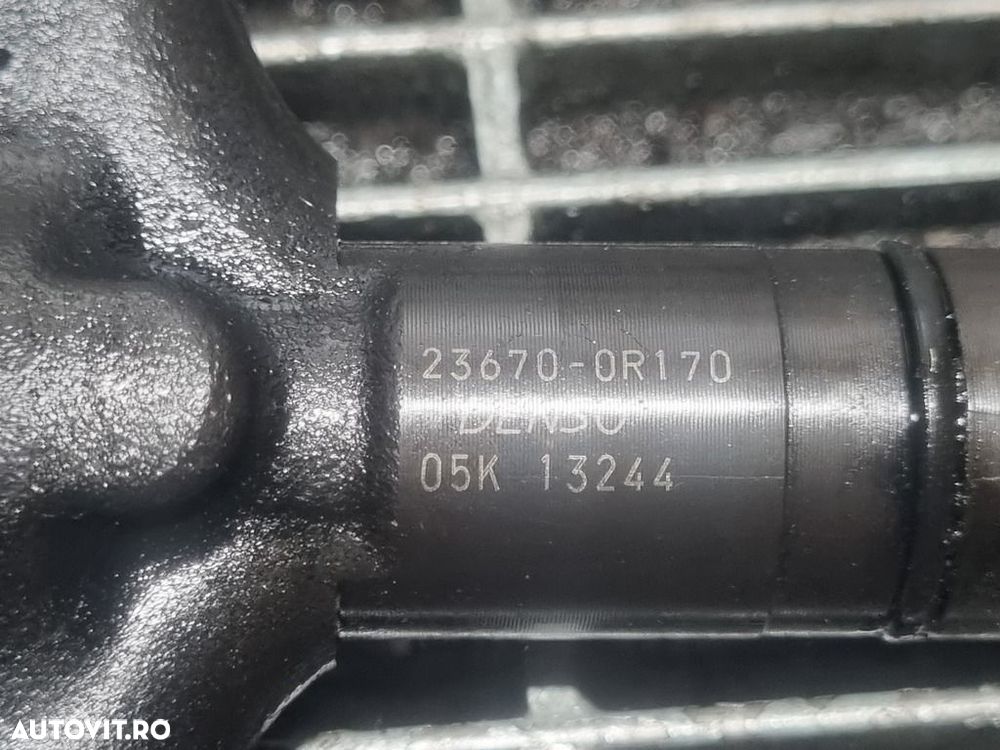 23670-0R170
DENSO
05K 13244
AUTOVIT.RO